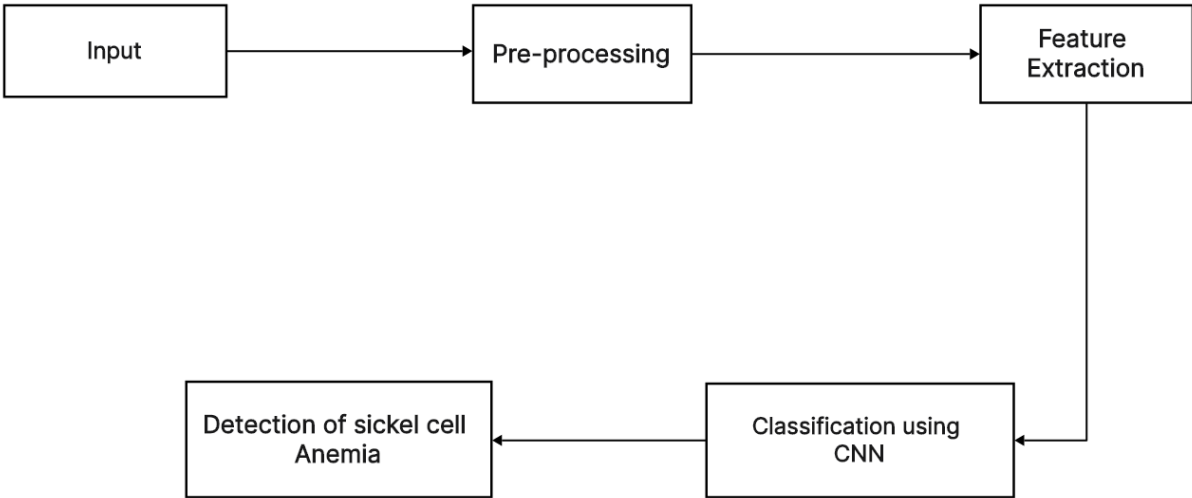 Input
Pre-processing
Feature
Extraction
Classification using
CNN
Detection of sickel cell
Anemia